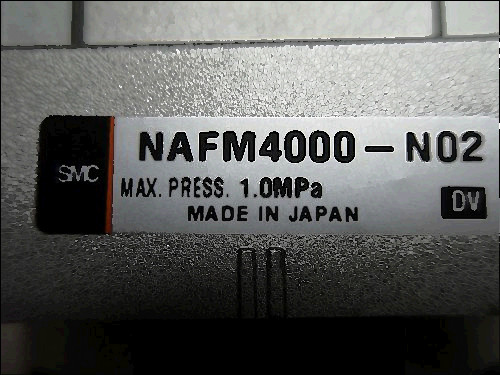 NAFM4000-N02
SMC
MAX. PRESS. 1.0MPa
MADE IN JAPAN
DV